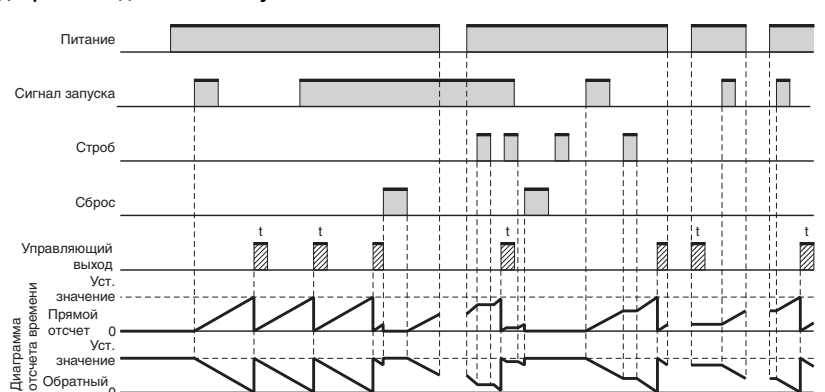 Питание
Сигнал запуска
Строб
Сброс
t
t
t
t
t
Управляющий
выход
Уст.
значение
Прямой
отсчет
0
Уст.
значение
Обратный
0
Диаграмма
отсчета времени